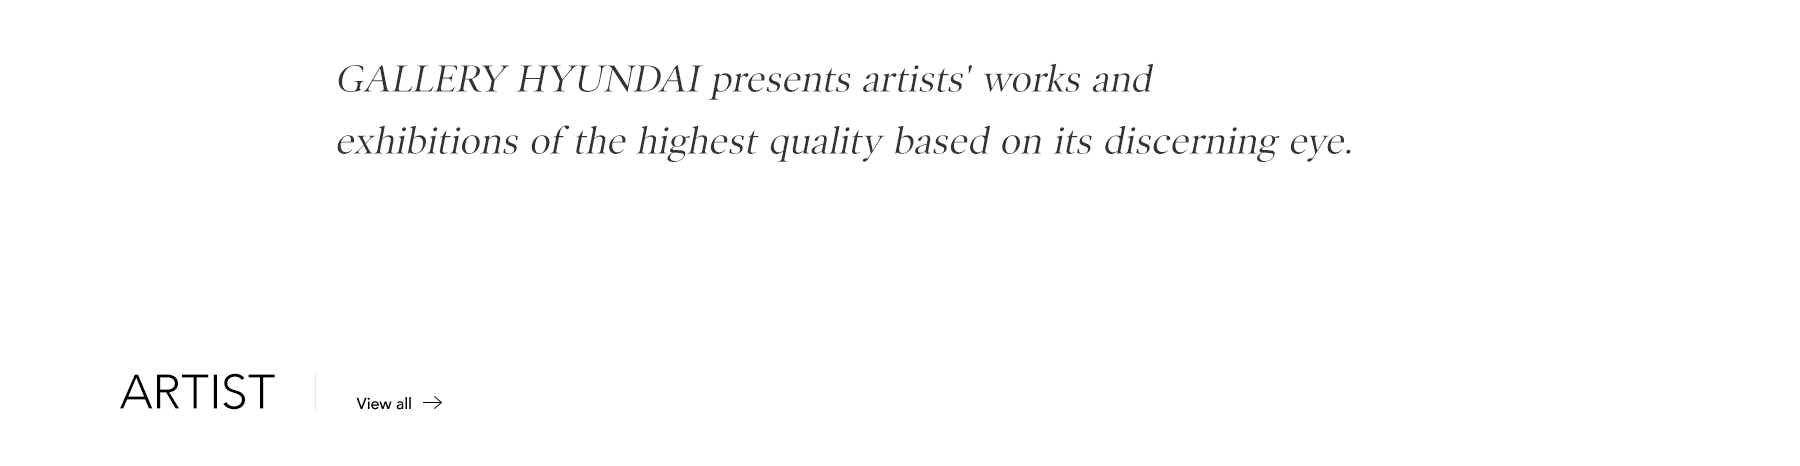 GALLERY HYUNDAI presents artists' works and
exhibitions of the highest quality based on its discerning eye.
ARTIST
View all →